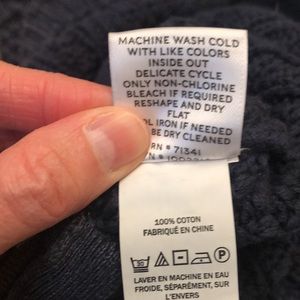 MACHINE WASH COLD
WITH LIKE COLORS
INSIDE OUT
DELICATE CYCLE
ONLY NON-CHLORINE
BLEACH IF REQUIRED
RESHAPE AND DRY
FLAT
OL IRON IF NEEDED
BE DRY CLEANED
RN # 71341
100% COTON
FABRIQUÉ EN CHINE
30
LAVER EN MACHINE EN EAU
FROIDE, SÉPARÉMENT, SUR
L'ENVERS